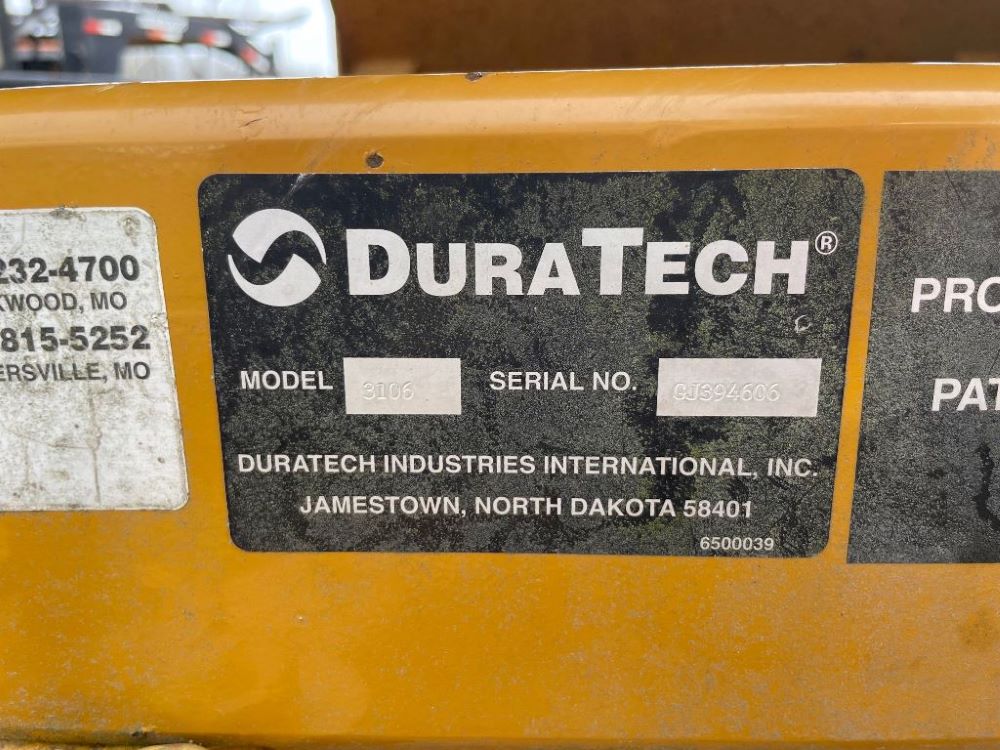 232-4700
KWOOD, MO
815-5252
ERSVILLE, MO
DURATECH®
MODEL 3106 SERIAL NO. GJ394606
DURATECH INDUSTRIES INTERNATIONAL, INC.
JAMESTOWN, NORTH DAKOTA 58401
6500039
PRO
PAT